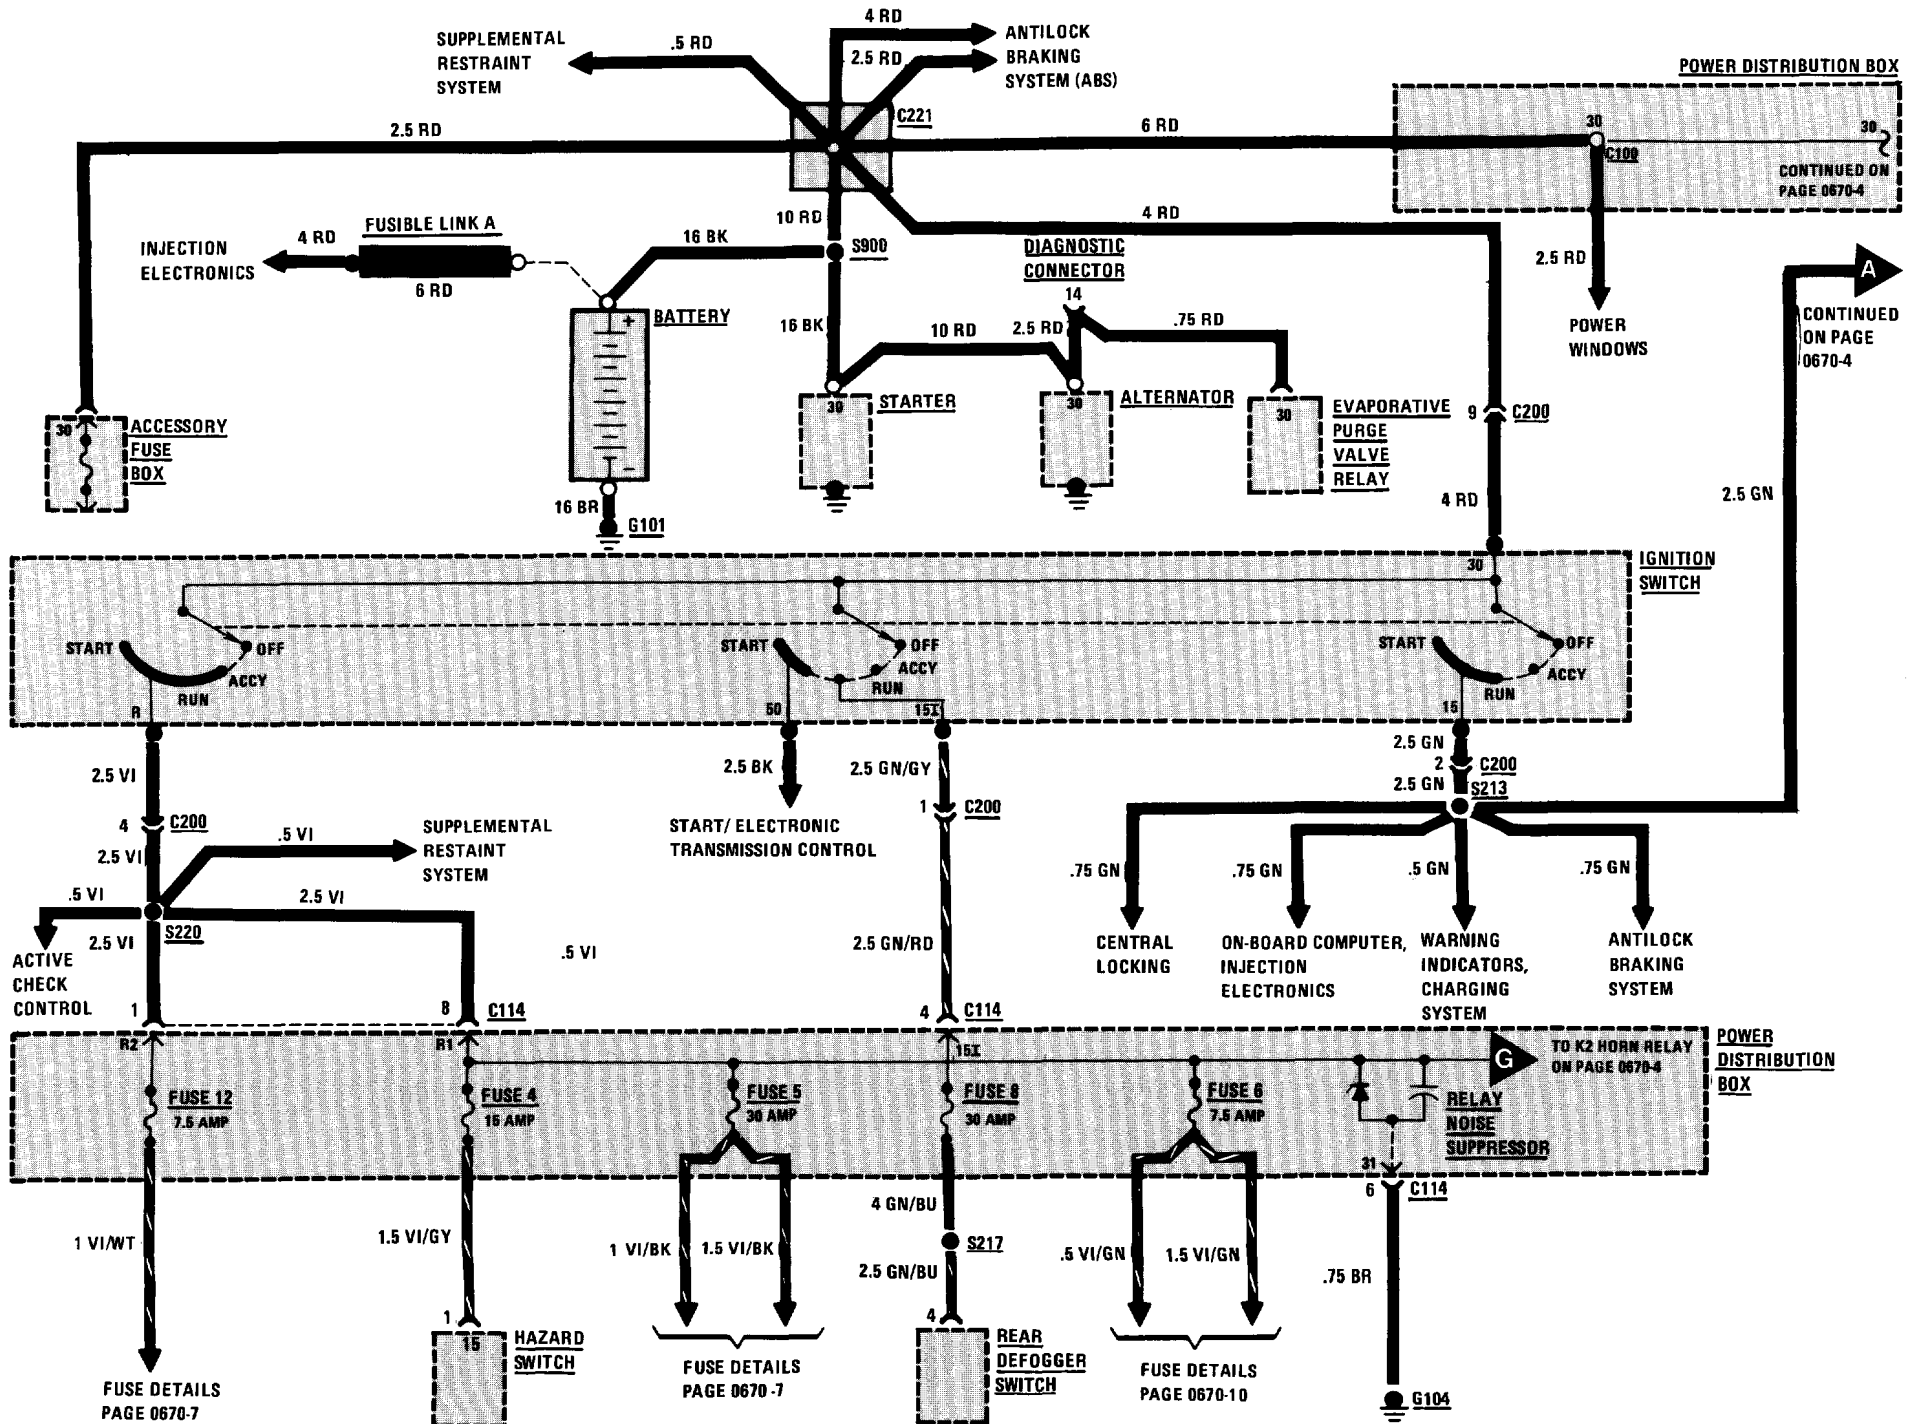 4 RD
SUPPLEMENTAL
RESTRAINT
SYSTEM
.5 RD
2.5 RD
ANTILOCK
BRAKING
SYSTEM (ABS)
POWER DISTRIBUTION BOX
C221
2.5 RD
6 RD
30
C100
30
CONTINUED ON
PAGE 0670-4
10 RD
4 RD
FUSIBLE LINK A
INJECTION
ELECTRONICS
4 RD
6 RD
16 BK
S900
DIAGNOSTIC
CONNECTOR
14
2.5 RD
POWER
WINDOWS
A
CONTINUED
ON PAGE
0670-4
BATTERY
+
-
16 BK
10 RD
2.5 RD
.75 RD
30
ACCESSORY
FUSE
BOX
30
STARTER
30
ALTERNATOR
30
EVAPORATIVE
PURGE
VALVE
RELAY
9
C200
16 BR
G101
4 RD
2.5 GN
30
IGNITION
SWITCH
START
OFF
ACCY
RUN
R
START
OFF
ACCY
RUN
50
15I
START
OFF
ACCY
RUN
15
2.5 VI
2.5 BK
2.5 GN/GY
2.5 GN
2
C200
2.5 GN
S213
4
C200
2.5 VI
.5 VI
SUPPLEMENTAL
RESTAINT
SYSTEM
START/ ELECTRONIC
TRANSMISSION CONTROL
1
C200
.75 GN
.75 GN
.5 GN
.75 GN
.5 VI
2.5 VI
S220
2.5 VI
.5 VI
2.5 GN/RD
ACTIVE
CHECK
CONTROL
CENTRAL
LOCKING
ON-BOARD COMPUTER,
INJECTION
ELECTRONICS
WARNING
INDICATORS,
CHARGING
SYSTEM
ANTILOCK
BRAKING
SYSTEM
1
8
C114
4
C114
R2
R1
15I
G
TO K2 HORN RELAY
ON PAGE 0670-4
POWER
DISTRIBUTION
BOX
FUSE 12
7.5 AMP
FUSE 4
15 AMP
FUSE 5
30 AMP
FUSE 8
30 AMP
FUSE 6
7.5 AMP
RELAY
NOISE
SUPPRESSOR
31
6
C114
1 VI/WT
1.5 VI/GY
1 VI/BK
1.5 VI/BK
4 GN/BU
S217
2.5 GN/BU
.5 VI/GN
1.5 VI/GN
.75 BR
1
15
HAZARD
SWITCH
4
REAR
DEFOGGER
SWITCH
FUSE DETAILS
PAGE 0670-7
FUSE DETAILS
PAGE 0670 -7
FUSE DETAILS
PAGE 0670-10
G104